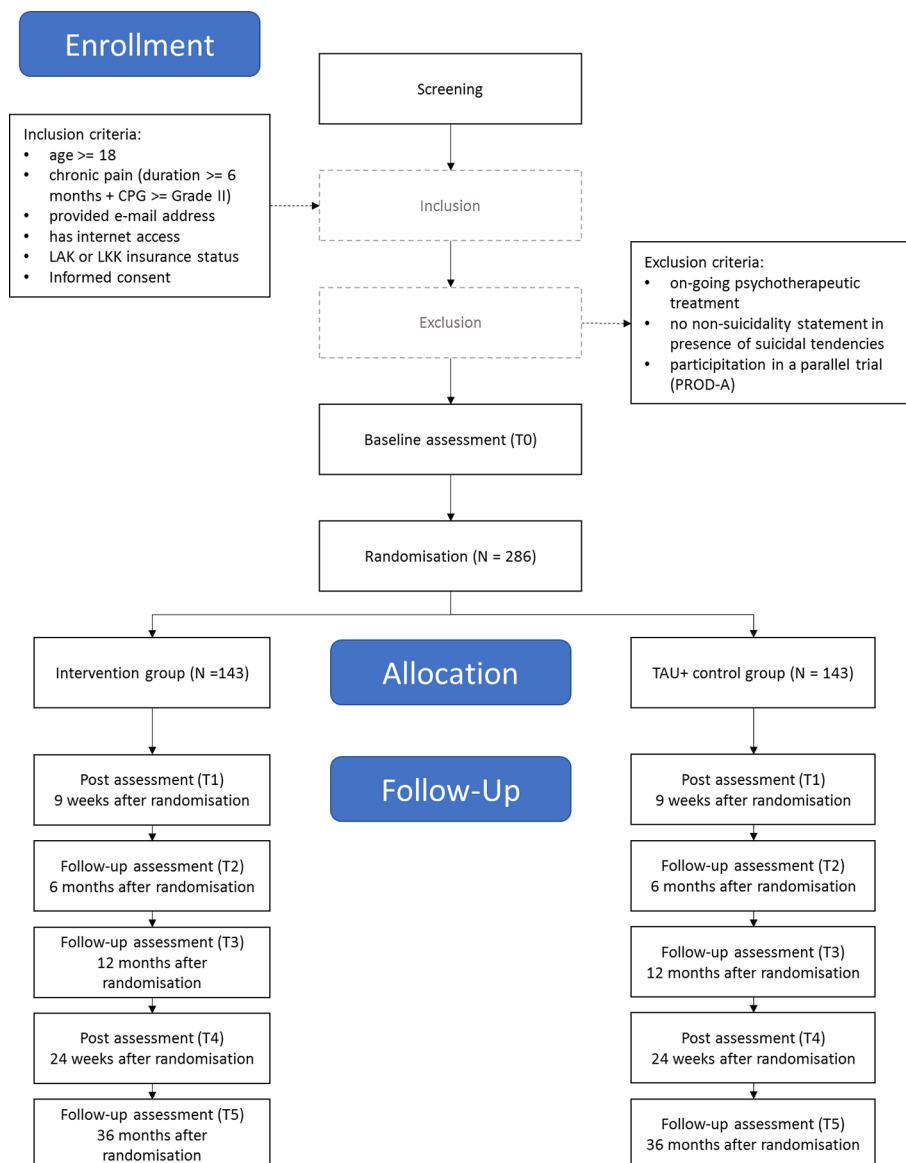 Enrollment
Screening
Inclusion criteria:
• age >= 18
• chronic pain (duration >= 6
months + CPG >= Grade II)
• provided e-mail address
• has internet access
• LAK or LKK insurance status
• Informed consent
Inclusion
Exclusion criteria:
• on-going psychotherapeutic
treatment
• no non-suicidality statement in
presence of suicidal tendencies
• participitation in a parallel trial
(PROD-A)
Exclusion
Baseline assessment (T0)
Randomisation (N = 286)
Intervention group (N =143)
Allocation
TAU+ control group (N = 143)
Post assessment (T1)
9 weeks after randomisation
Follow-Up
Post assessment (T1)
9 weeks after randomisation
Follow-up assessment (T2)
6 months after randomisation
Follow-up assessment (T2)
6 months after randomisation
Follow-up assessment (T3)
12 months after
randomisation
Follow-up assessment (T3)
12 months after randomisation
Post assessment (T4)
24 weeks after randomisation
Post assessment (T4)
24 weeks after randomisation
Follow-up assessment (T5)
36 months after
randomisation
Follow-up assessment (T5)
36 months after randomisation